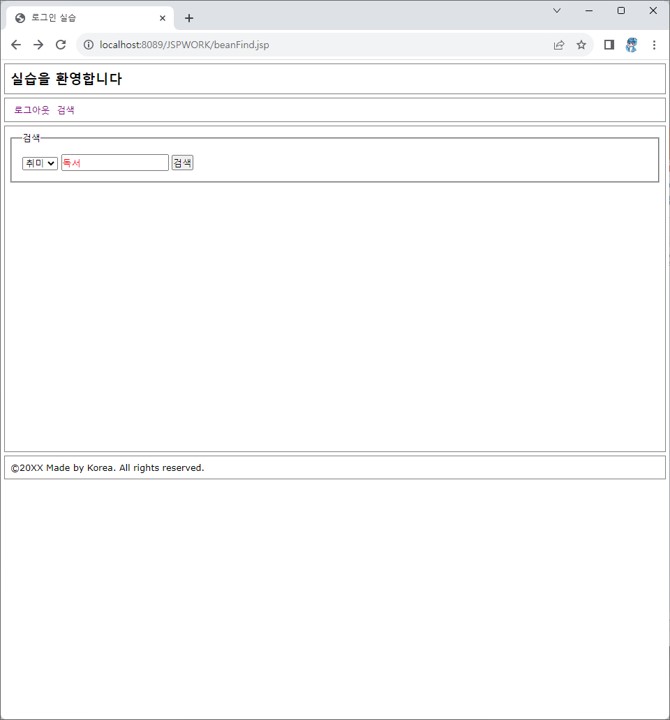 로그인 실습
localhost:8089/JSPWORK/beanFind.jsp
실습을 환영합니다
로그아웃 검색
검색
취미 독서 검색
©20XX Made by Korea. All rights reserved.